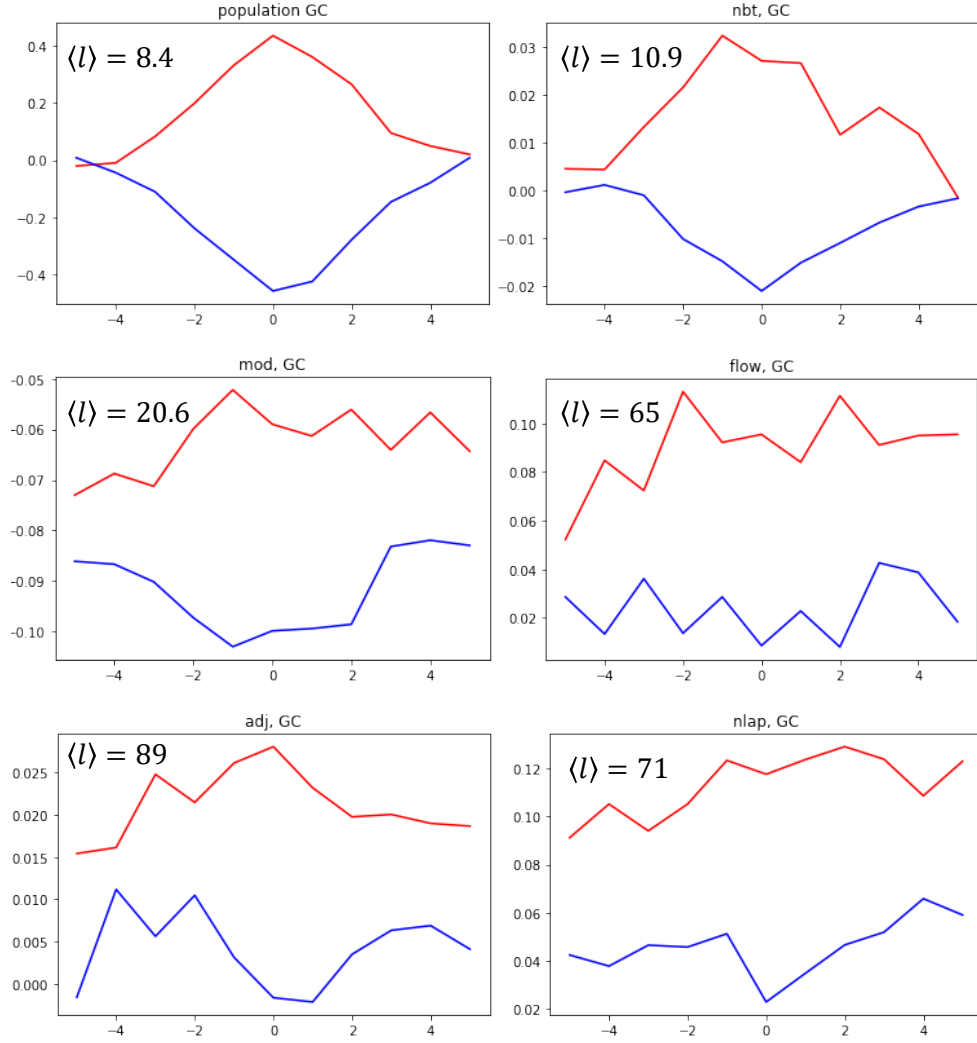 population GC
⟨l⟩ = 8.4
0.4
0.2
0.0
−0.2
−0.4
−4 −2 0 2 4
nbt, GC
⟨l⟩ = 10.9
0.03
0.02
0.01
0.00
−0.01
−0.02
−4 −2 0 2 4
mod, GC
⟨l⟩ = 20.6
−0.05
−0.06
−0.07
−0.08
−0.09
−0.10
−4 −2 0 2 4
flow, GC
⟨l⟩ = 65
0.10
0.08
0.06
0.04
0.02
−4 −2 0 2 4
adj, GC
⟨l⟩ = 89
0.025
0.020
0.015
0.010
0.005
0.000
−4 −2 0 2 4
nlap, GC
⟨l⟩ = 71
0.12
0.10
0.08
0.06
0.04
0.02
−4 −2 0 2 4